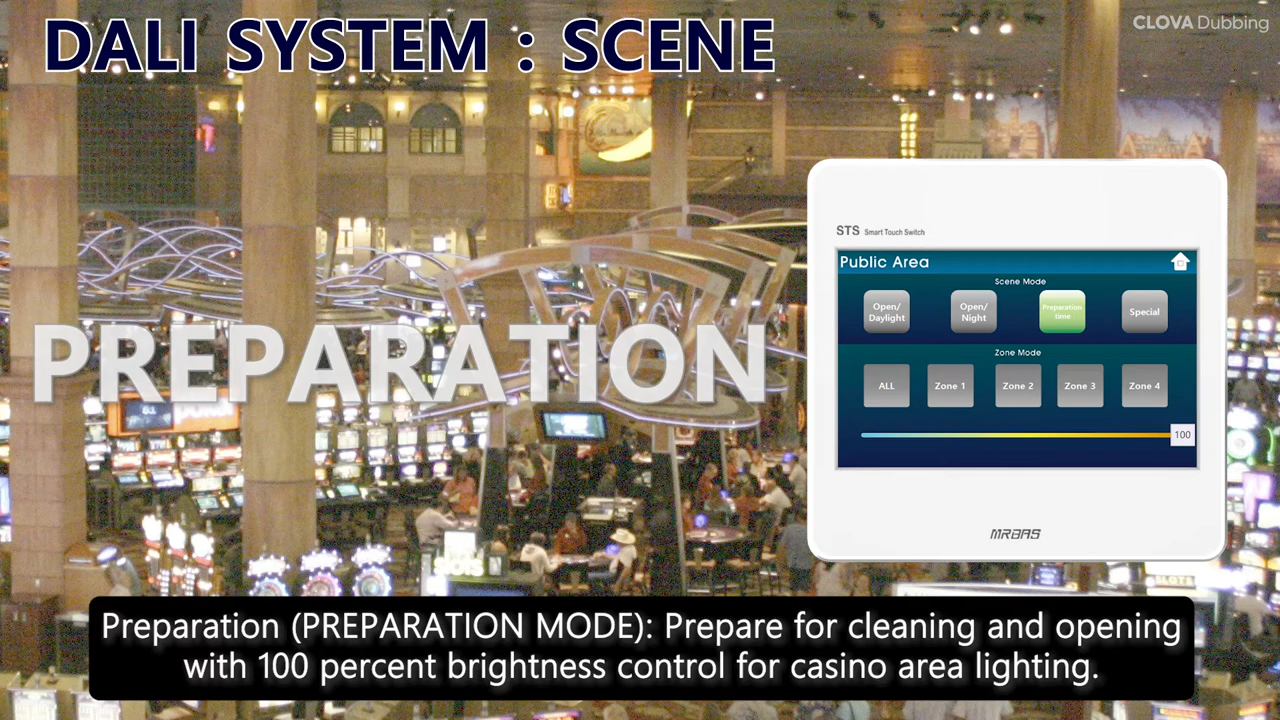 DALI SYSTEM : SCENE
CLOVA Dubbing
STS Smart Touch Switch
Public Area
Scene Mode
Open/
Daylight
Open/
Night
Preparation
time
Special
PREPARATION
Zone Mode
ALL
Zone 1
Zone 2
Zone 3
Zone 4
100
MRBAS
SLOTS
SLOTS
Preparation (PREPARATION MODE): Prepare for cleaning and opening
with 100 percent brightness control for casino area lighting.